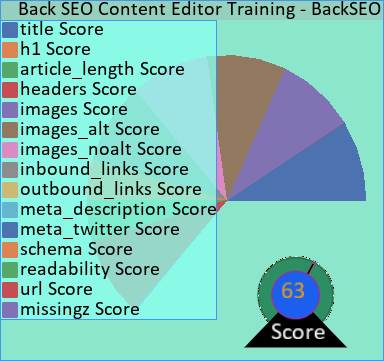 Back SEO Content Editor Training - BackSEO
title Score
h1 Score
article_length Score
headers Score
images Score
images_alt Score
images_noalt Score
inbound_links Score
outbound_links Score
meta_description Score
meta_twitter Score
schema Score
readability Score
url Score
missingz Score
63
Score